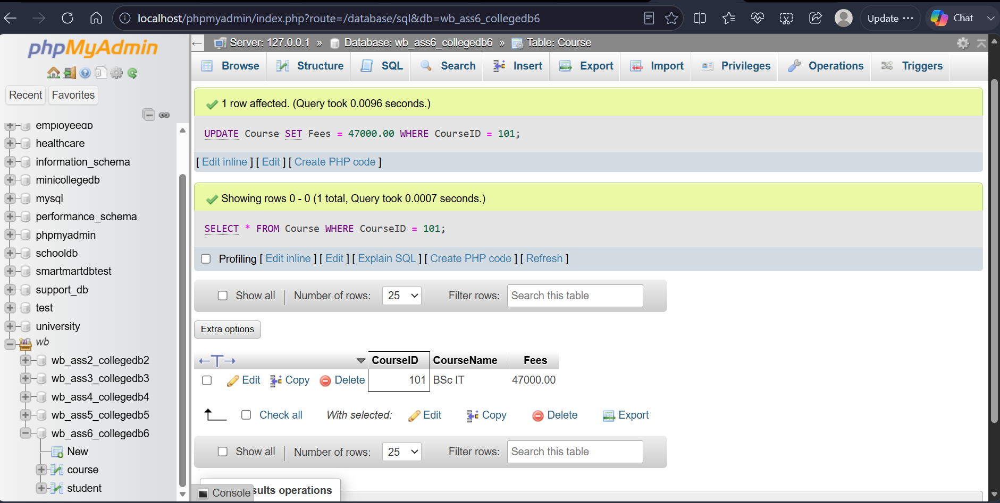 localhost/phpmyadmin/index.php?route=/database/sql&db=wb_ass6_collegedb6
Update
Chat
phpMyAdmin
Recent
Favorites
employeedb
healthcare
information_schema
minicollegedb
mysql
performance_schema
phpmyadmin
schooldb
smartmartdbtest
support_db
test
university
wb
wb_ass2_collegedb2
wb_ass3_collegedb3
wb_ass4_collegedb4
wb_ass5_collegedb5
wb_ass6_collegedb6
New
course
student
Server: 127.0.0.1 » Database: wb_ass6_collegedb6 » Table: Course
Browse Structure SQL Search Insert Export Import Privileges Operations Triggers
1 row affected. (Query took 0.0096 seconds.)
UPDATE Course SET Fees = 47000.00 WHERE CourseID = 101;
[ Edit inline ] [ Edit ] [ Create PHP code ]
Showing rows 0 - 0 (1 total, Query took 0.0007 seconds.)
SELECT * FROM Course WHERE CourseID = 101;
Profiling [ Edit inline ] [ Edit ] [ Explain SQL ] [ Create PHP code ] [ Refresh ]
Show all | Number of rows: 25 Filter rows: Search this table
Extra options
←T→ CourseID CourseName Fees
Edit Copy Delete 101 BSc IT 47000.00
Check all With selected: Edit Copy Delete Export
Show all | Number of rows: 25 Filter rows: Search this table
Console sults operations